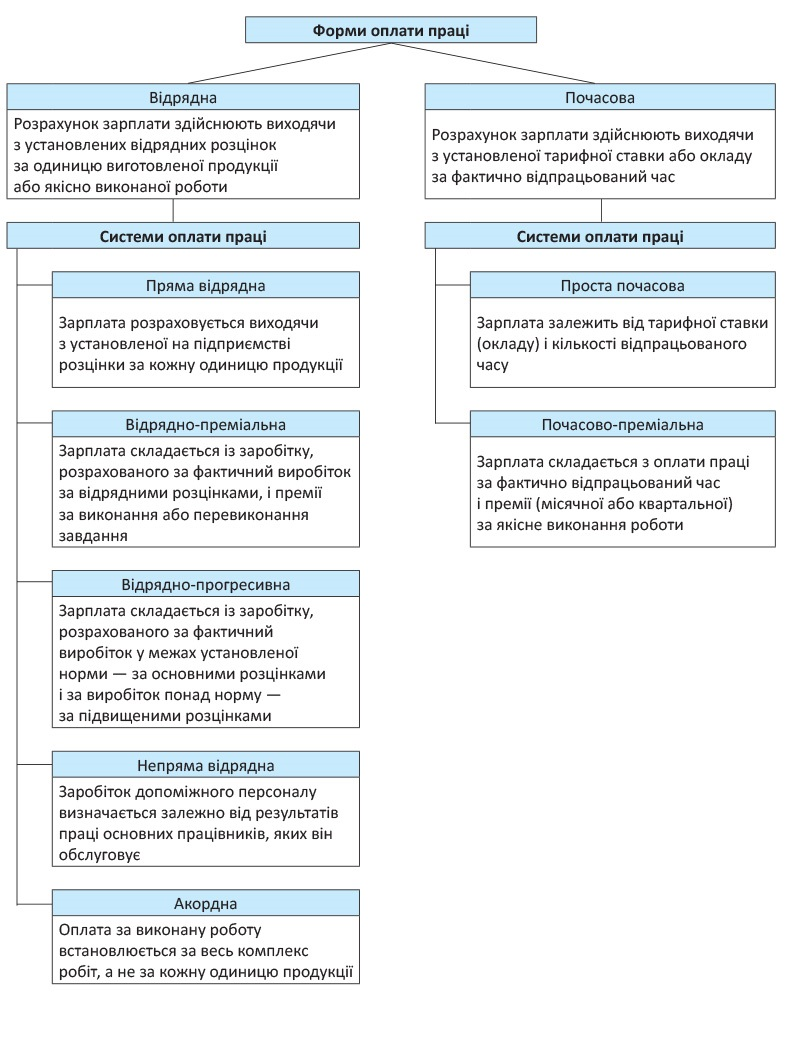 Форми оплати праці
Відрядна
Розрахунок зарплати здійснюють виходячи
з установлених відрядних розцінок
за одиницю виготовленої продукції
або якісно виконаної роботи
Системи оплати праці
Пряма відрядна
Зарплата розраховується виходячи
з установленої на підприємстві
розцінки за кожну одиницю продукції
Відрядно-преміальна
Зарплата складається із заробітку,
розрахованого за фактичний виробіток
за відрядними розцінками, і премії
за виконання або перевиконання
завдання
Відрядно-прогресивна
Зарплата складається із заробітку,
розрахованого за фактичний
виробіток у межах установленої
норми — за основними розцінками
і за виробіток понад норму —
за підвищеними розцінками
Непряма відрядна
Заробіток допоміжного персоналу
визначається залежно від результатів
праці основних працівників, яких він
обслуговує
Акордна
Оплата за виконану роботу
встановлюється за весь комплекс
робіт, а не за кожну одиницю продукції
Почасова
Розрахунок зарплати здійснюють виходячи
з установленої тарифної ставки або окладу
за фактично відпрацьований час
Системи оплати праці
Проста почасова
Зарплата залежить від тарифної ставки
(окладу) і кількості відпрацьованого
часу
Почасово-преміальна
Зарплата складається з оплати праці
за фактично відпрацьований час
і премії (місячної або квартальної)
за якісне виконання роботи